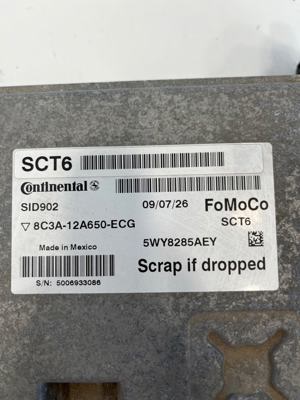 SCT6
Continental
SID902 09/07/26 FoMoCo
▽ 8C3A-12A650-ECG SCT6
Made in Mexico 5WY8285AEY
Scrap if dropped
S/N: 5006933086